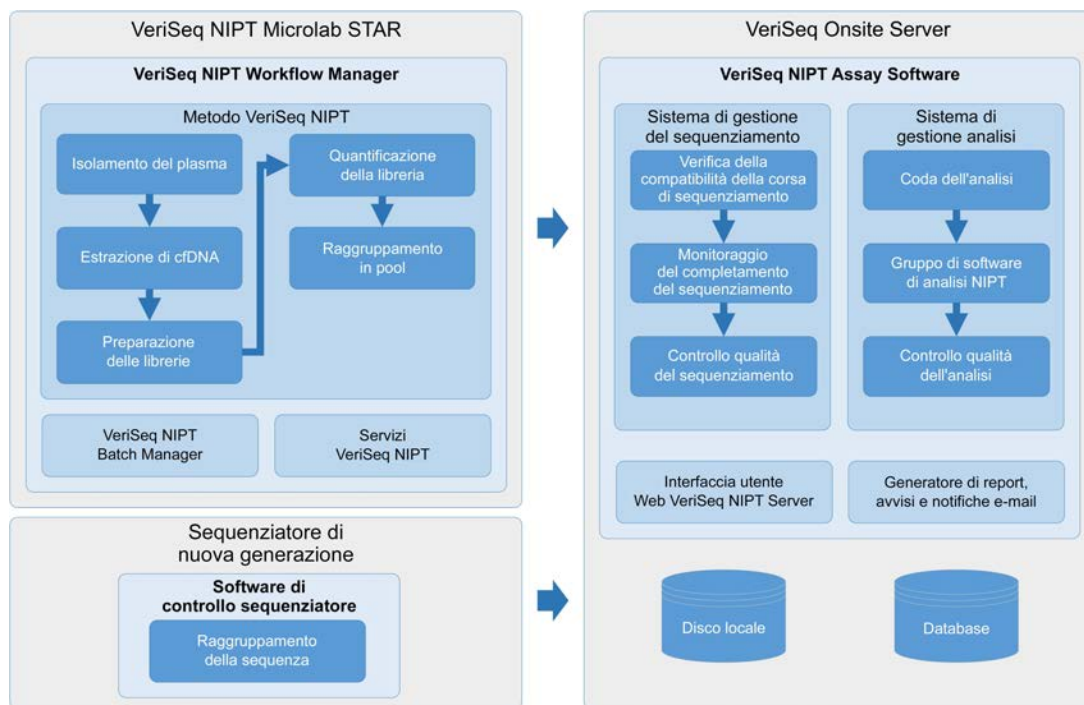 VeriSeq NIPT Microlab STAR
VeriSeq NIPT Workflow Manager
Metodo VeriSeq NIPT
Isolamento del plasma
Estrazione di cfDNA
Preparazione
delle librerie
Quantificazione
della libreria
Raggruppamento
in pool
VeriSeq NIPT
Batch Manager
Servizi
VeriSeq NIPT
Sequenziatore di
nuova generazione
Software di
controllo sequenziatore
Raggruppamento
della sequenza
VeriSeq Onsite Server
VeriSeq NIPT Assay Software
Sistema di gestione
del sequenziamento
Verifica della
compatibilità della corsa
di sequenziamento
Monitoraggio
del completamento
del sequenziamento
Controllo qualità
del sequenziamento
Sistema di
gestione analisi
Coda dell'analisi
Gruppo di software
di analisi NIPT
Controllo qualità
dell'analisi
Interfaccia utente
Web VeriSeq NIPT Server
Generatore di report,
avvisi e notifiche e-mail
Disco locale
Database